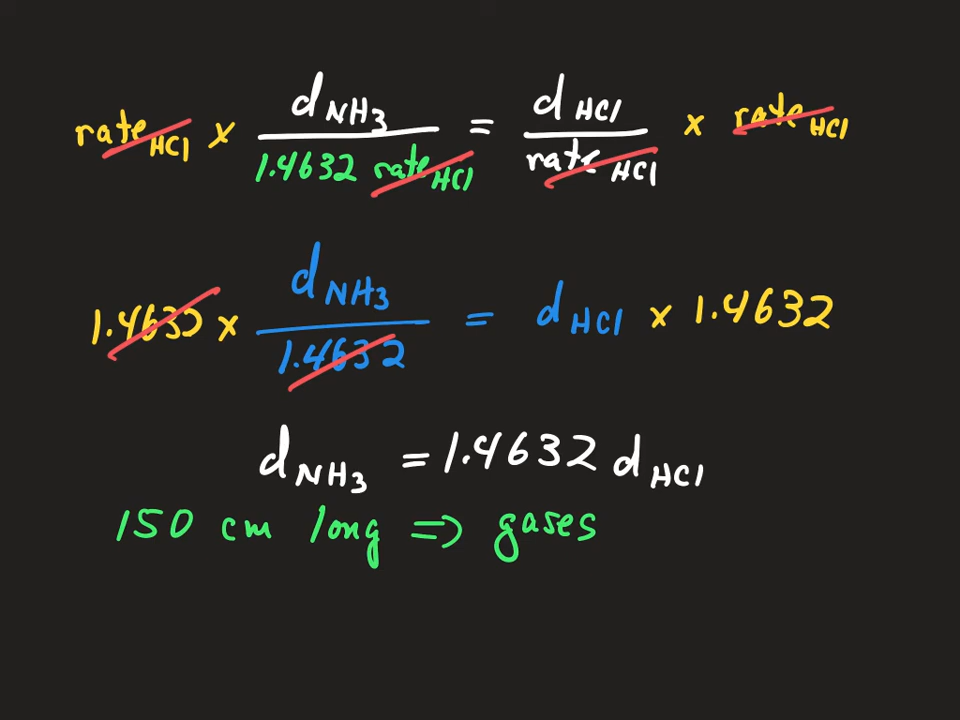 rate HCl × d NH3 / 1.4632 rate HCl = d HCl / rate HCl × rate HCl
1.4632 × d NH3 / 1.4632 = d HCl × 1.4632
d NH3 = 1.4632 d HCl
150 cm long => gases